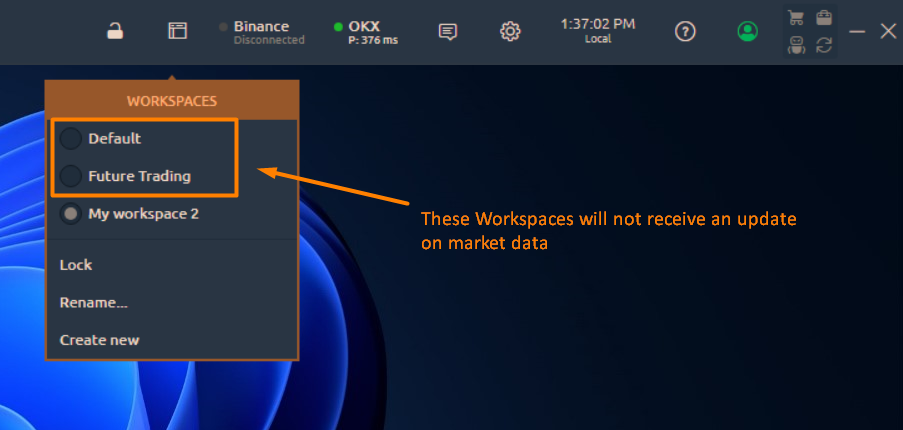 Binance
Disconnected
OKX
P: 376 ms
1:37:02 PM
Local
WORKSPACES
Default
Future Trading
My workspace 2
These Workspaces will not receive an update
on market data
Lock
Rename...
Create new